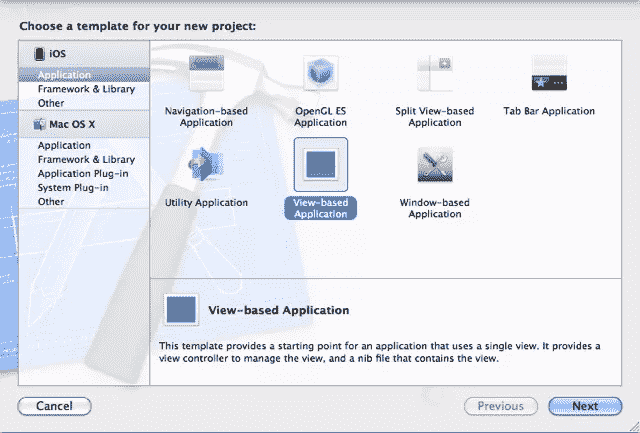 Choose a template for your new project:
iOS
Application
Framework & Library
Other
Mac OS X
Application
Framework & Library
Application Plug-in
System Plug-in
Other
Navigation-based
Application
OpenGL ES
Application
Split View-based
Application
Tab Bar Application
Utility Application
View-based
Application
Window-based
Application
View-based Application
This template provides a starting point for an application that uses a single view. It provides a
view controller to manage the view, and a nib file that contains the view.
Cancel
Previous
Next